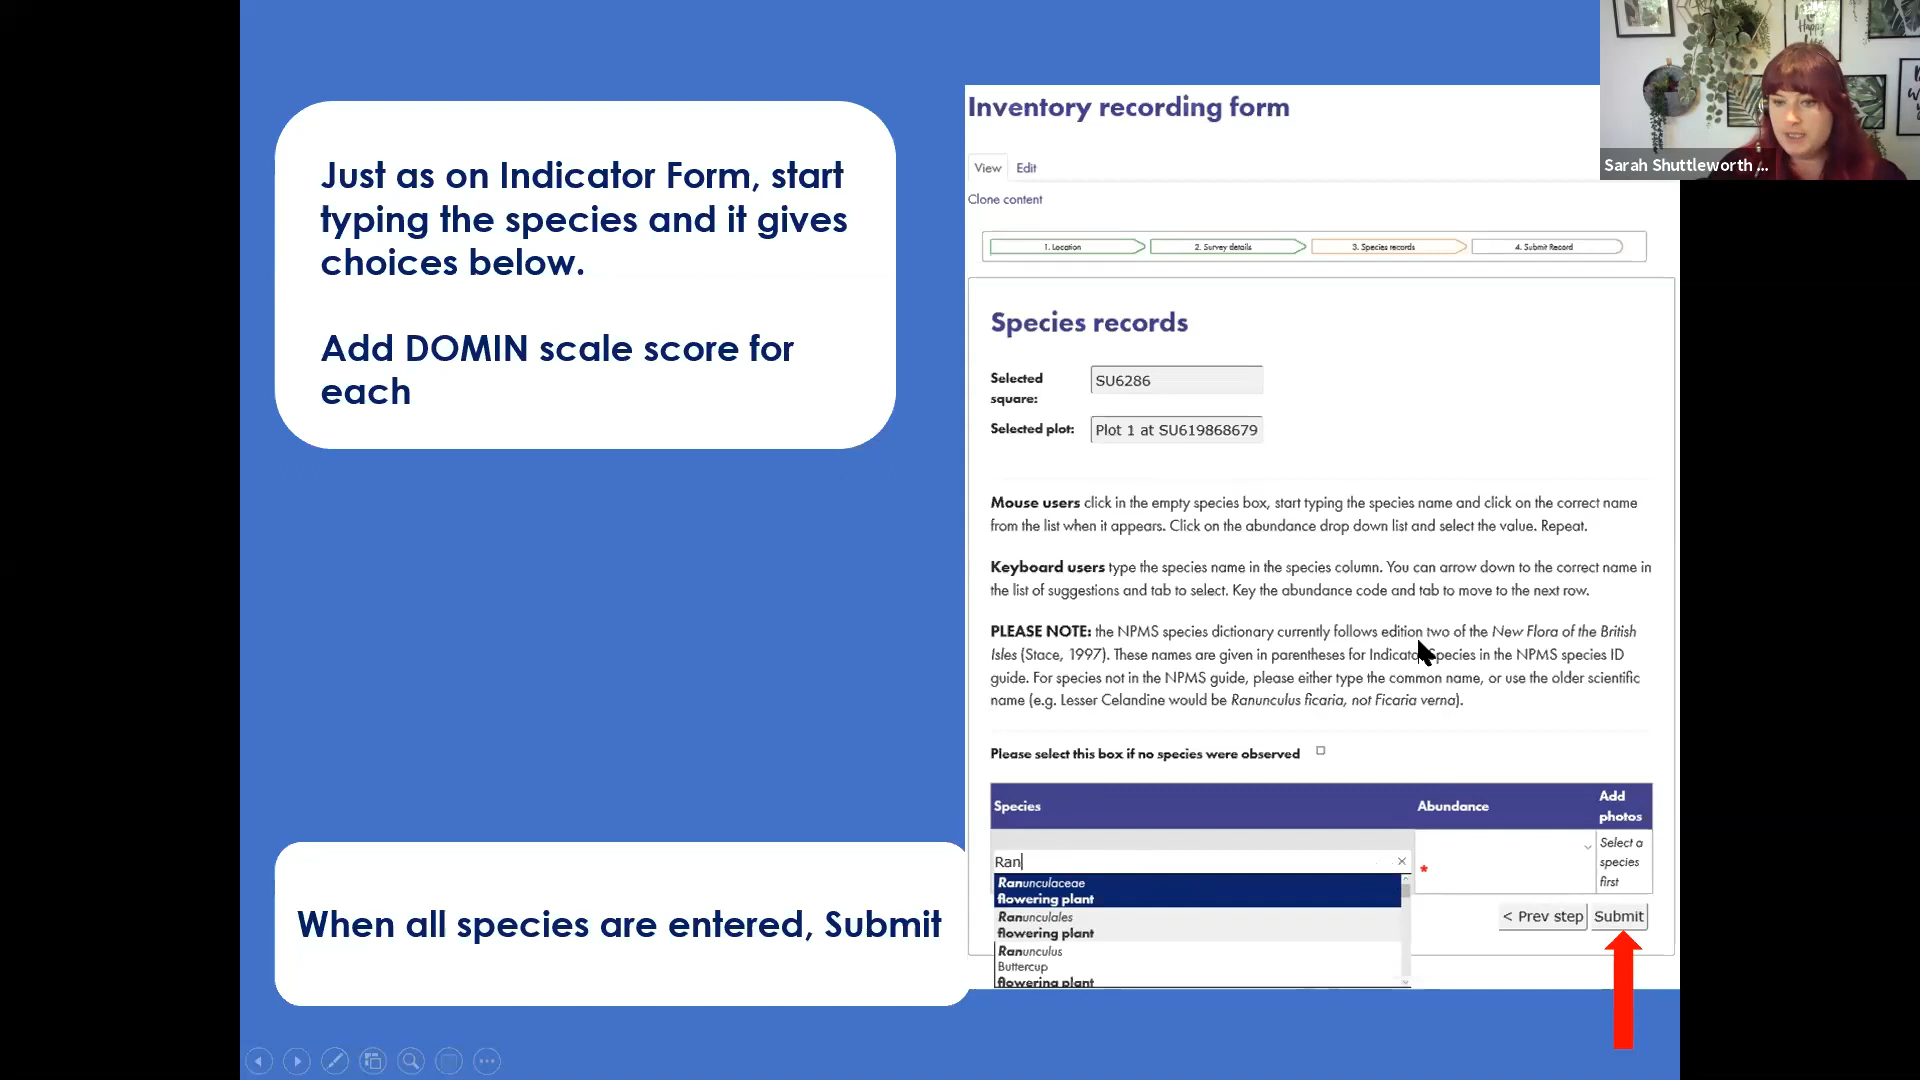 Just as on Indicator Form, start
typing the species and it gives
choices below.
Add DOMIN scale score for
each
When all species are entered, Submit
Inventory recording form
View Edit
Clone content
1. Location 2. Survey details 3. Species records 4. Submit Record
Species records
Selected
square:
SU6286
Selected plot: Plot 1 at SU619868679
Mouse users click in the empty species box, start typing the species name and click on the correct name
from the list when it appears. Click on the abundance drop down list and select the value. Repeat.
Keyboard users type the species name in the species column. You can arrow down to the correct name in
the list of suggestions and tab to select. Key the abundance code and tab to move to the next row.
PLEASE NOTE: the NPMS species dictionary currently follows edition two of the New Flora of the British
Isles (Stace, 1997). These names are given in parentheses for Indicator Species in the NPMS species ID
guide. For species not in the NPMS guide, please either type the common name, or use the older scientific
name (e.g. Lesser Celandine would be Ranunculus ficaria, not Ficaria verna).
Please select this box if no species were observed
Species Abundance Add
photos
Ran
*
Select a
species
first
Ranunculaceae
flowering plant
Ranunculales
flowering plant
Ranunculus
Buttercup
flowering plant
< Prev step Submit
Sarah Shuttleworth ...